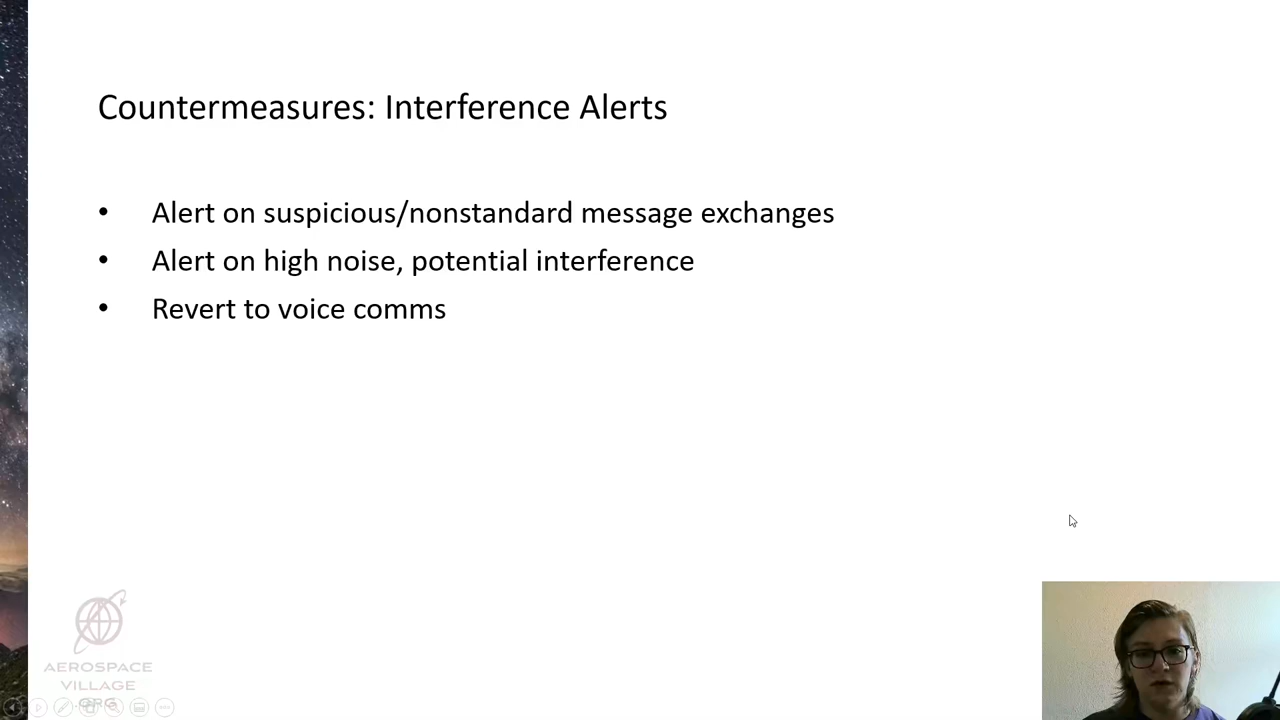 Countermeasures: Interference Alerts
• Alert on suspicious/nonstandard message exchanges
• Alert on high noise, potential interference
• Revert to voice comms
AEROSPACE
VILLAGE
.ORG